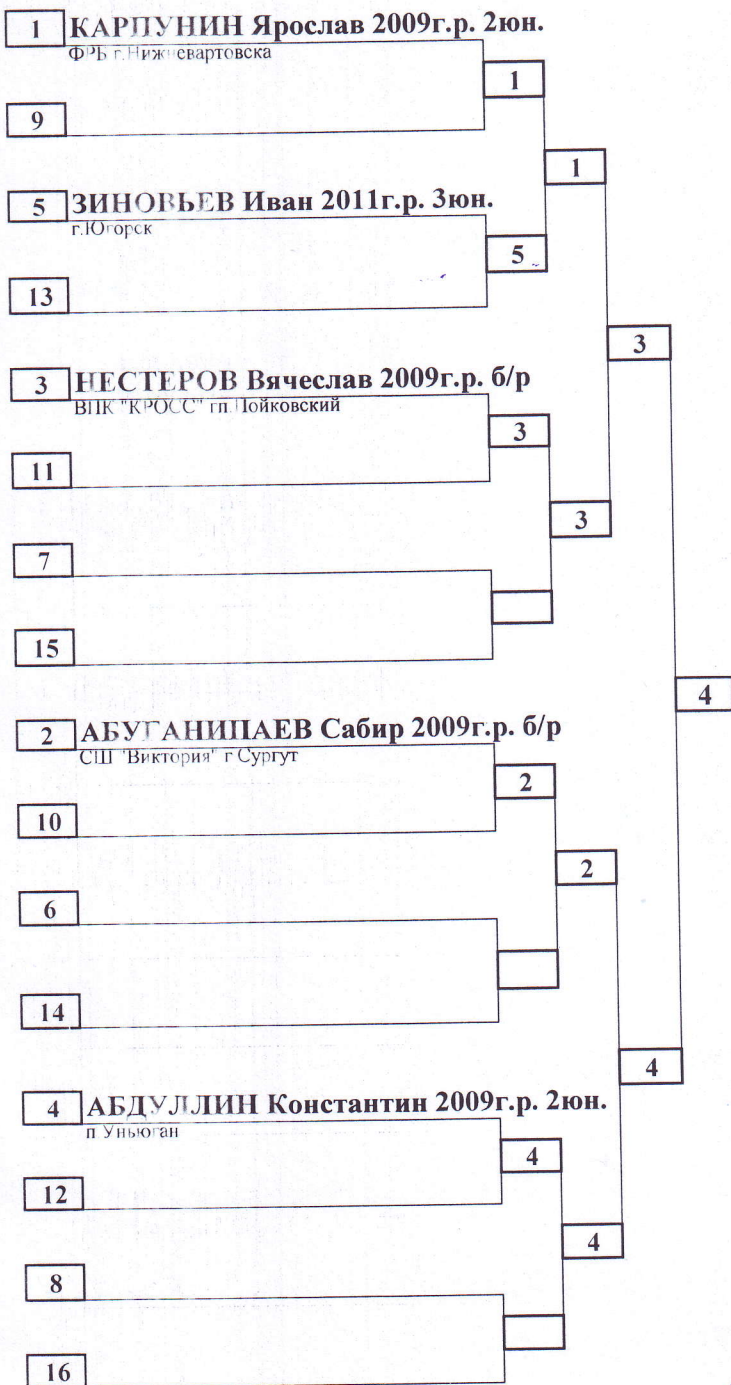 1 КАРПУНИН Ярослав 2009г.р. 2юн.
ФРБ г.Нижневартовска
1
9
1
5 ЗИНОВЬЕВ Иван 2011г.р. 3юн.
г.Югорск
5
13
3
3 НЕСТЕРОВ Вячеслав 2009г.р. б/р
ВПК "КРОСС" гп.Пойковский
3
11
3
7
15
4
2 АБУГАНИПАЕВ Сабир 2009г.р. б/р
СШ "Виктория" г Сургут
2
10
2
6
14
4
4 АБДУЛЛИН Константин 2009г.р. 2юн.
п.Уньюган
4
12
4
8
16